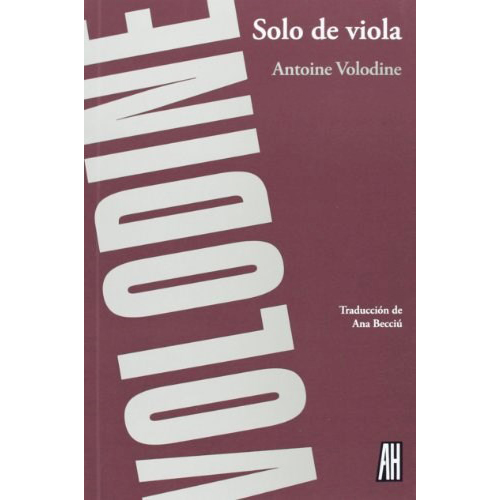 Solo de viola
Antoine Volodine
VOLODINE
Traducción de
Ana Becciú
AH